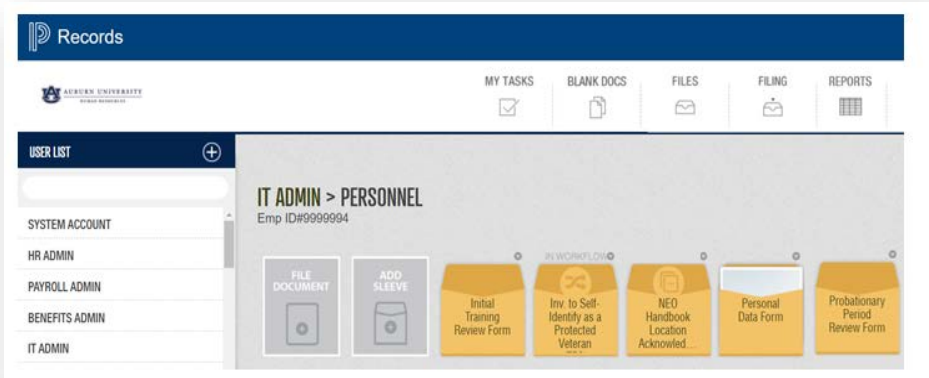 Records
AUBURN UNIVERSITY
HUMAN RESOURCES
MY TASKS
BLANK DOCS
FILES
FILING
REPORTS
USER LIST
IT ADMIN > PERSONNEL
Emp ID#9999994
SYSTEM ACCOUNT
HR ADMIN
PAYROLL ADMIN
BENEFITS ADMIN
IT ADMIN
FILE
DOCUMENT
ADD
SLEEVE
Initial
Training
Review Form
IN WORKFLOW
Inv. to Self-
Identify as a
Protected
Veteran
NEO
Handbook
Location
Acknowled...
Personal
Data Form
Probationary
Period
Review Form